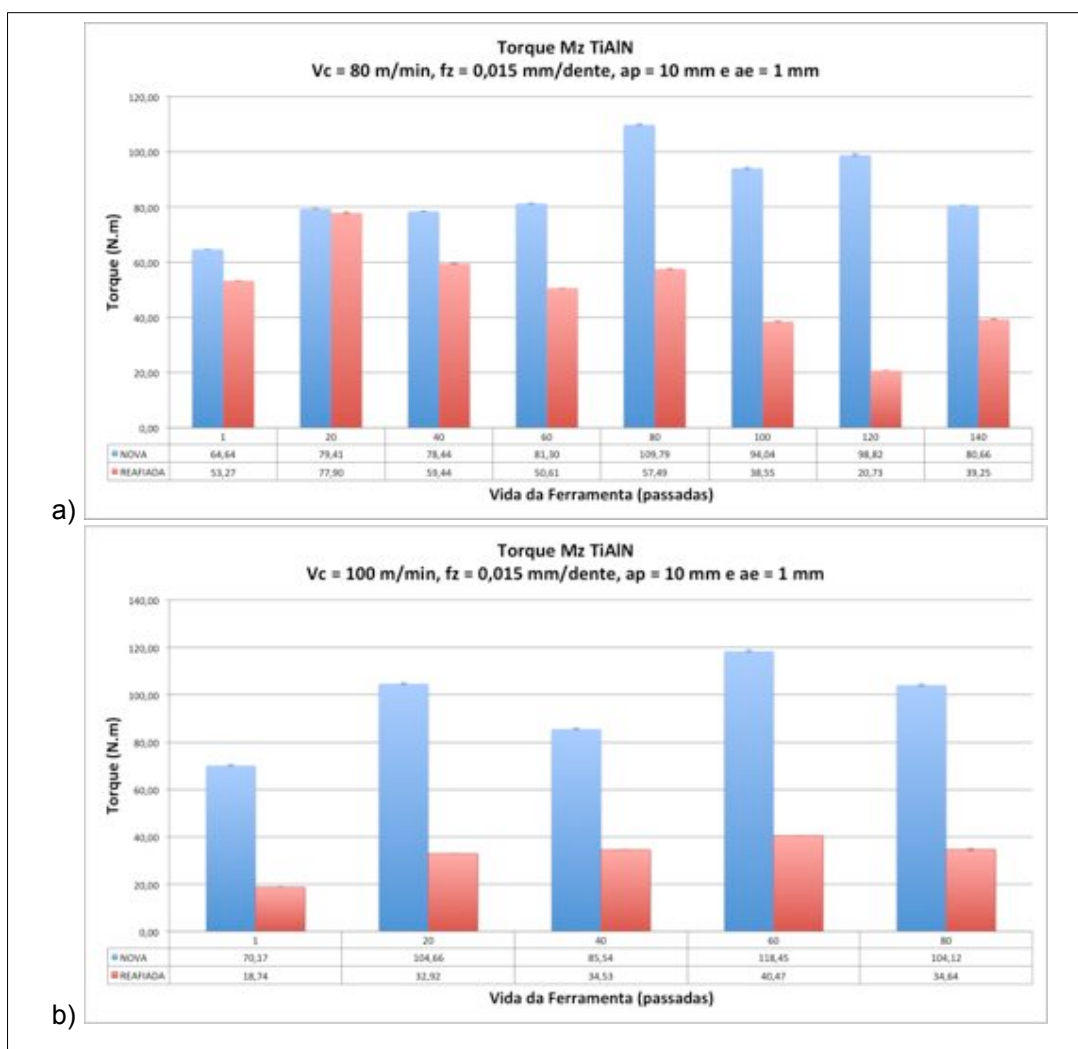 Torque Mz TiAlN
Vc = 80 m/min, fz = 0,015 mm/dente, ap = 10 mm e ae = 1 mm
Torque (N.m)
120,00
100,00
80,00
60,00
40,00
20,00
0,00
1 20 40 60 80 100 120 140
NOVA 64,64 79,41 78,44 81,30 109,79 94,04 98,82 80,66
REAFIADA 53,27 77,90 59,44 50,61 57,49 38,55 20,73 39,25
Vida da Ferramenta (passadas)
a)
Torque Mz TiAlN
Vc = 100 m/min, fz = 0,015 mm/dente, ap = 10 mm e ae = 1 mm
Torque (N.m)
140,00
120,00
100,00
80,00
60,00
40,00
20,00
0,00
1 20 40 60 80
NOVA 70,17 104,66 85,54 118,45 104,12
REAFIADA 18,74 32,92 34,53 40,47 34,64
Vida da Ferramenta (passadas)
b)